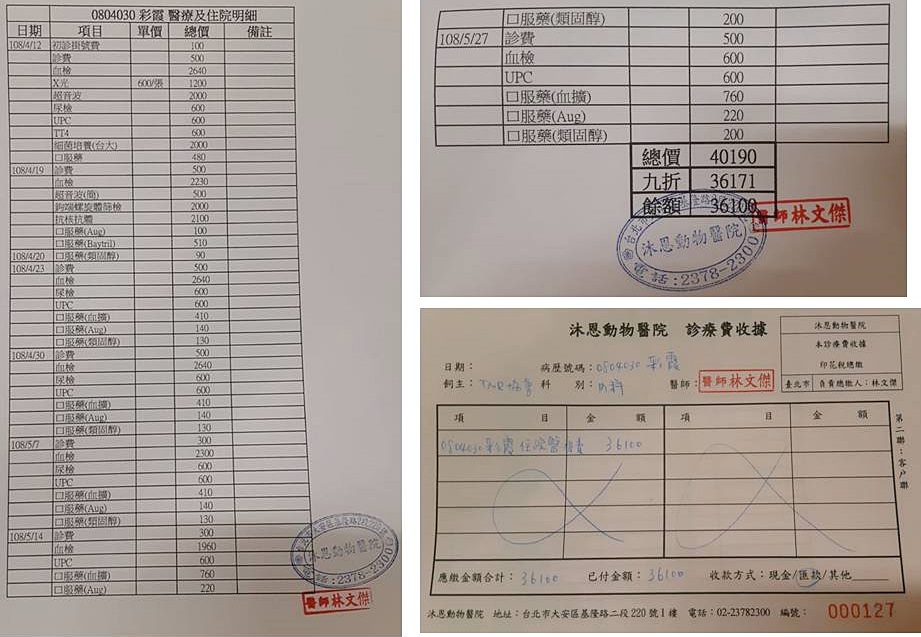 0804030 彩霞 醫療及住院明細
日期 項目 單價 總價 備註
108/4/12 初診掛號費 100
診費 500
血檢 2640
X光 600/張 1200
超音波 2000
尿檢 600
UPC 600
TT4 600
細菌培養(台大) 2000
口服藥 480
108/4/19 診費 500
血檢 2230
超音波(簡) 500
鉤端螺旋體篩檢 2000
抗核抗體 2100
口服藥(Aug) 100
口服藥(Baytril) 510
108/4/20 口服藥(類固醇) 90
108/4/23 診費 500
血檢 2640
尿檢 600
UPC 600
口服藥(血擴) 410
口服藥(Aug) 140
口服藥(類固醇) 130
108/4/30 診費 500
血檢 2640
尿檢 600
UPC 600
口服藥(血擴) 410
口服藥(Aug) 140
口服藥(類固醇) 130
108/5/7 診費 300
血檢 2300
尿檢 600
UPC 600
口服藥(血擴) 410
口服藥(Aug) 140
口服藥(類固醇) 130
108/5/14 診費 300
血檢 1960
UPC 600
口服藥(血擴) 760
口服藥(Aug) 220
沐恩動物醫院
2378-2300
醫師林文傑
口服藥(類固醇) 200
108/5/27 診費 500
血檢 600
UPC 600
口服藥(血擴) 760
口服藥(Aug) 220
口服藥(類固醇) 200
總價 40190
九折 36171
餘額 36100
沐恩動物醫院
電話:2378-2300
醫師林文傑
沐恩動物醫院 診療費收據
沐恩動物醫院
本診療費收據
印花稅總繳
臺北市 負責總繳人:林文傑
日期: 病歷號碼:0804030 彩霞
飼主:TNR協會 科 別:內科 醫師:醫師林文傑
項 目 金 額 項 目 金 額
0804030彩霞 住院醫療費 36100
第二聯:客戶聯
應繳金額合計:36100 已付金額:36100 收款方式:現金/匯款/其他
沐恩動物醫院 地址:台北市大安區基隆路二段220號1樓 電話:02-23782300 編號: 000127